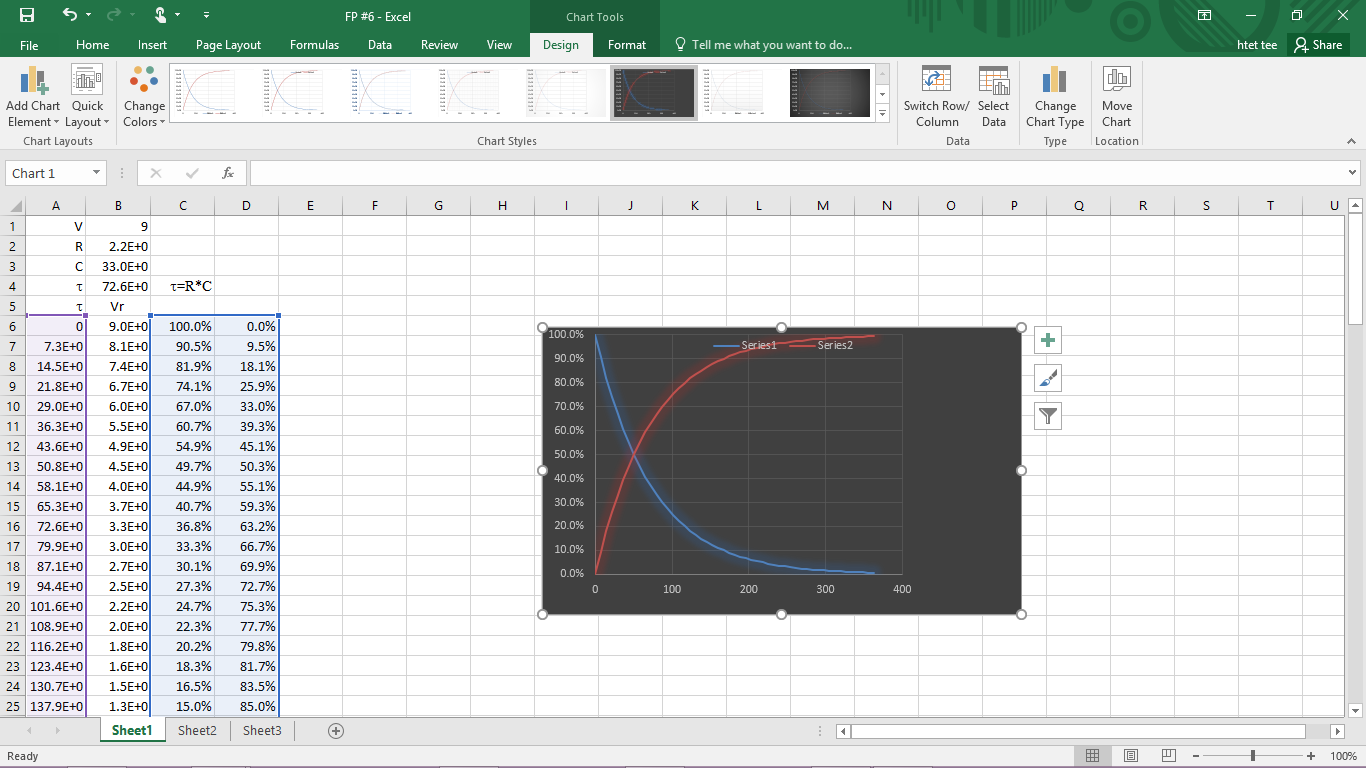 FP #6 - Excel
Chart Tools
File Home Insert Page Layout Formulas Data Review View Design Format Tell me what you want to do... htet tee Share
Add Chart Element
Quick Layout
Change Colors
Switch Row/ Column
Select Data
Change Chart Type
Move Chart
Chart Layouts
Chart Styles
Data
Type
Location
Chart 1
fx
A B C D E F G H I J K L M N O P Q R S T U
1 V 9
2 R 2.2E+0
3 C 33.0E+0
4 τ 72.6E+0 τ=R*C
5 τ Vr
6 0 9.0E+0 100.0% 0.0%
7 7.3E+0 8.1E+0 90.5% 9.5%
8 14.5E+0 7.4E+0 81.9% 18.1%
9 21.8E+0 6.7E+0 74.1% 25.9%
10 29.0E+0 6.0E+0 67.0% 33.0%
11 36.3E+0 5.5E+0 60.7% 39.3%
12 43.6E+0 4.9E+0 54.9% 45.1%
13 50.8E+0 4.5E+0 49.7% 50.3%
14 58.1E+0 4.0E+0 44.9% 55.1%
15 65.3E+0 3.7E+0 40.7% 59.3%
16 72.6E+0 3.3E+0 36.8% 63.2%
17 79.9E+0 3.0E+0 33.3% 66.7%
18 87.1E+0 2.7E+0 30.1% 69.9%
19 94.4E+0 2.5E+0 27.3% 72.7%
20 101.6E+0 2.2E+0 24.7% 75.3%
21 108.9E+0 2.0E+0 22.3% 77.7%
22 116.2E+0 1.8E+0 20.2% 79.8%
23 123.4E+0 1.6E+0 18.3% 81.7%
24 130.7E+0 1.5E+0 16.5% 83.5%
25 137.9E+0 1.3E+0 15.0% 85.0%
100.0%
Series1 Series2
90.0%
80.0%
70.0%
60.0%
50.0%
40.0%
30.0%
20.0%
10.0%
0.0%
0 100 200 300 400
Sheet1 Sheet2 Sheet3
Ready
100%